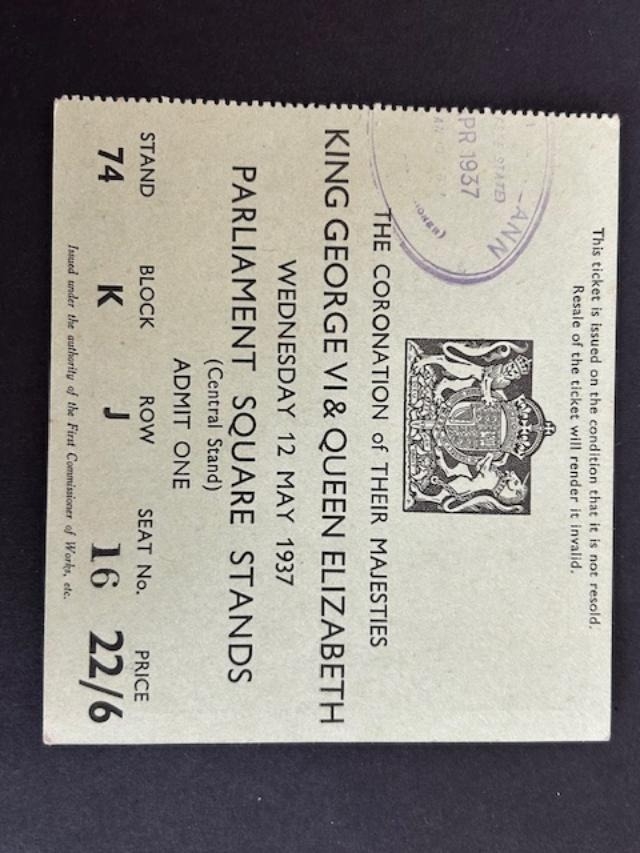 This ticket is issued on the condition that it is not resold.
Resale of the ticket will render it invalid.
ANN
PR 1937
THE CORONATION of THEIR MAJESTIES
KING GEORGE VI & QUEEN ELIZABETH
WEDNESDAY 12 MAY 1937
PARLIAMENT SQUARE STANDS
(Central Stand)
ADMIT ONE
STAND BLOCK ROW SEAT No. PRICE
74 K J 16 22/6
Issued under the authority of the First Commissioner of Works, etc.